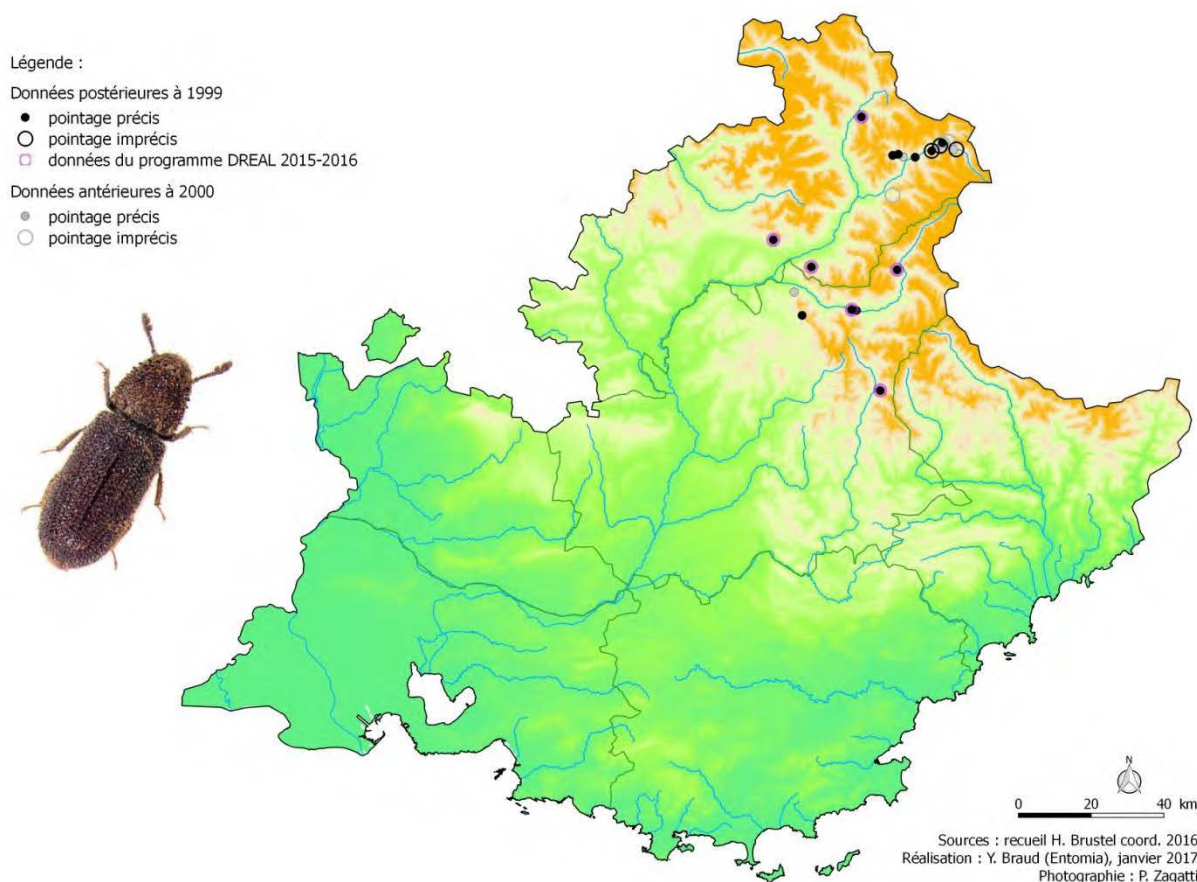 Légende :
Données postérieures à 1999
pointage précis
pointage imprécis
données du programme DREAL 2015-2016
Données antérieures à 2000
pointage précis
pointage imprécis
N
0 20 40 km
Sources : recueil H. Brustel coord. 2016
Réalisation : Y. Braud (Entomia), janvier 2017
Photographie : P. Zagatti